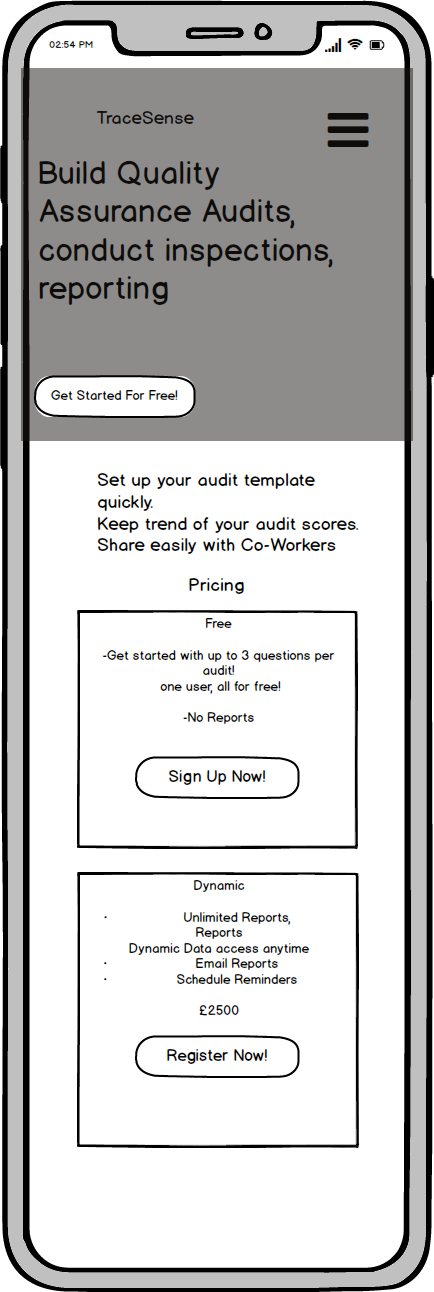 02:54 PM
TraceSense
Build Quality
Assurance Audits,
conduct inspections,
reporting
Get Started For Free!
Set up your audit template
quickly.
Keep trend of your audit scores.
Share easily with Co-Workers
Pricing
Free
-Get started with up to 3 questions per
audit!
one user, all for free!
-No Reports
Sign Up Now!
Dynamic
· Unlimited Reports,
Reports
Dynamic Data access anytime
· Email Reports
· Schedule Reminders
£2500
Register Now!